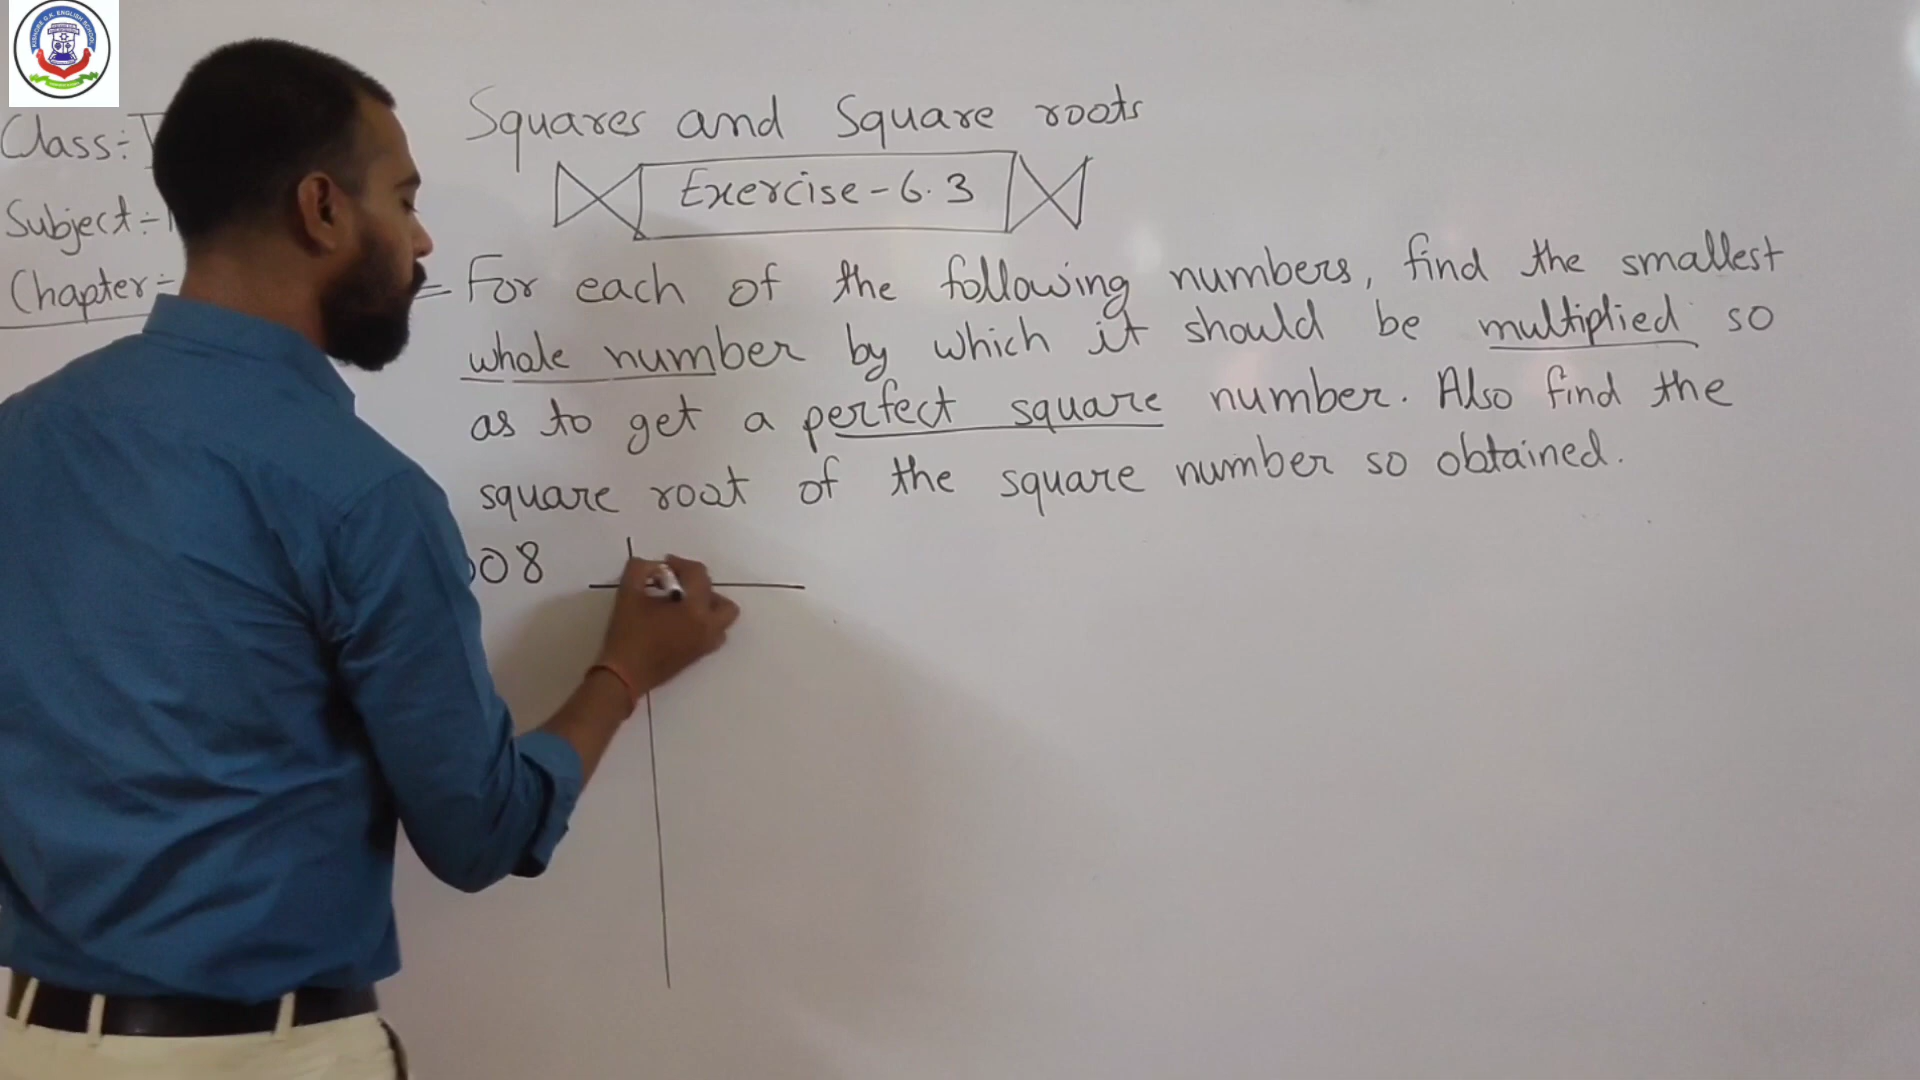 Squares and Square roots
Class:-
Exercise-6.3
Subject:-
Chapter:-
= For each of the following numbers, find the smallest
whole number by which it should be multiplied so
as to get a perfect square number. Also find the
square root of the square number so obtained.
008